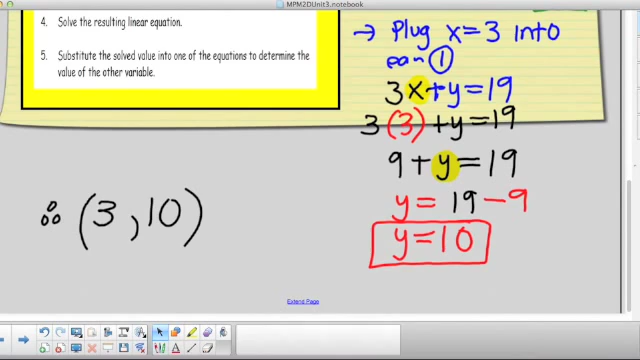 MPM2DUnit3.notebook
4. Solve the resulting linear equation.
5. Substitute the solved value into one of the equations to determine the
value of the other variable.
→ Plug x=3 into
eqn ①
3x+y=19
3(3)+y=19
9+y=19
y=19-9
y=10
∴ (3,10)
Extend Page